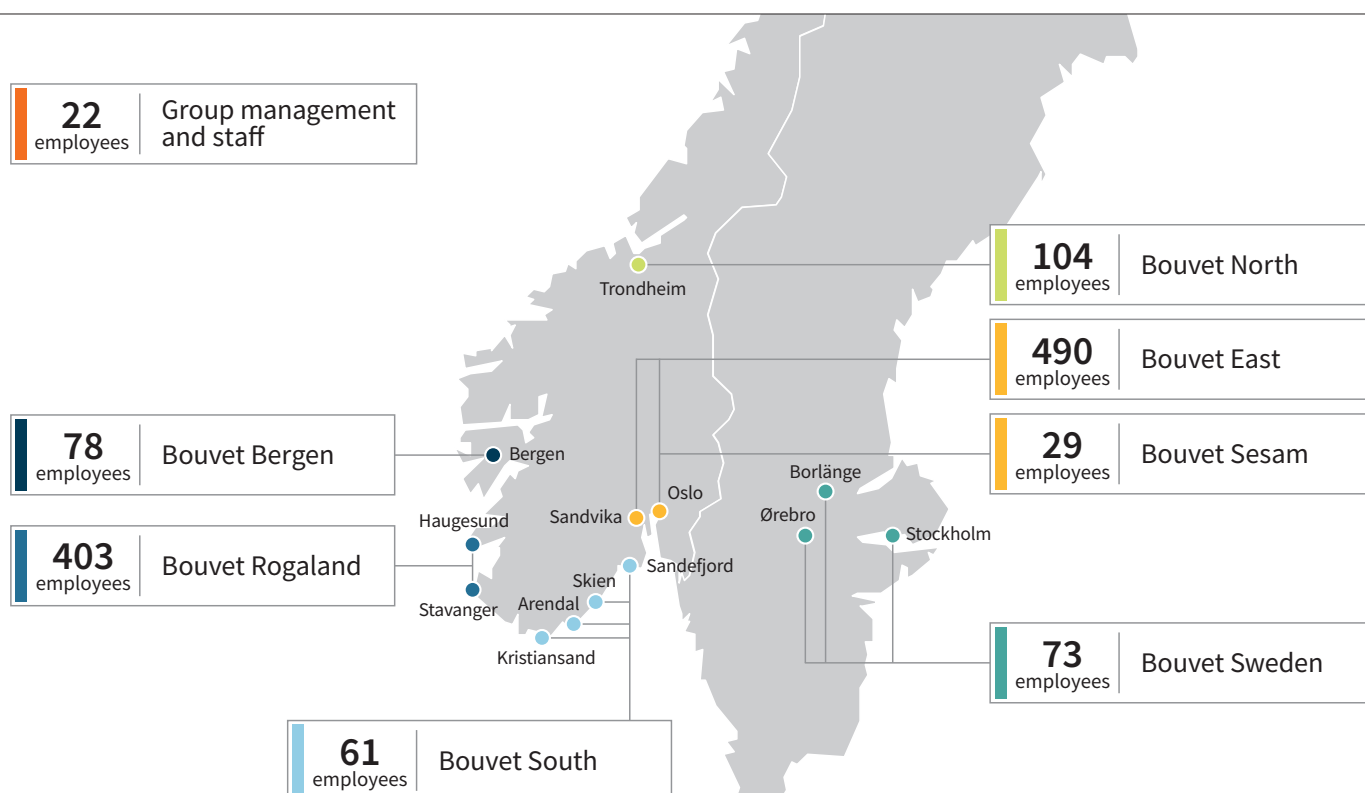 22
employees
Group management
and staff
104
employees
Bouvet North
Trondheim
490
employees
Bouvet East
78
employees
Bouvet Bergen
Bergen
29
employees
Bouvet Sesam
Borlänge
Oslo
Sandvika
Ørebro
Haugesund
Stockholm
403
employees
Bouvet Rogaland
Sandefjord
Skien
Arendal
Stavanger
Kristiansand
73
employees
Bouvet Sweden
61
employees
Bouvet South